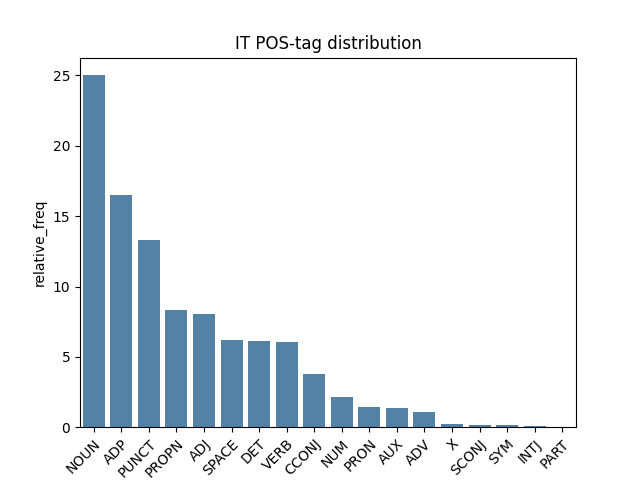 IT POS-tag distribution
25
20
15
10
5
0
relative_freq
NOUN
ADP
PUNCT
PROPN
ADJ
SPACE
DET
VERB
CCONJ
NUM
PRON
AUX
ADV
X
SCONJ
SYM
INTJ
PART